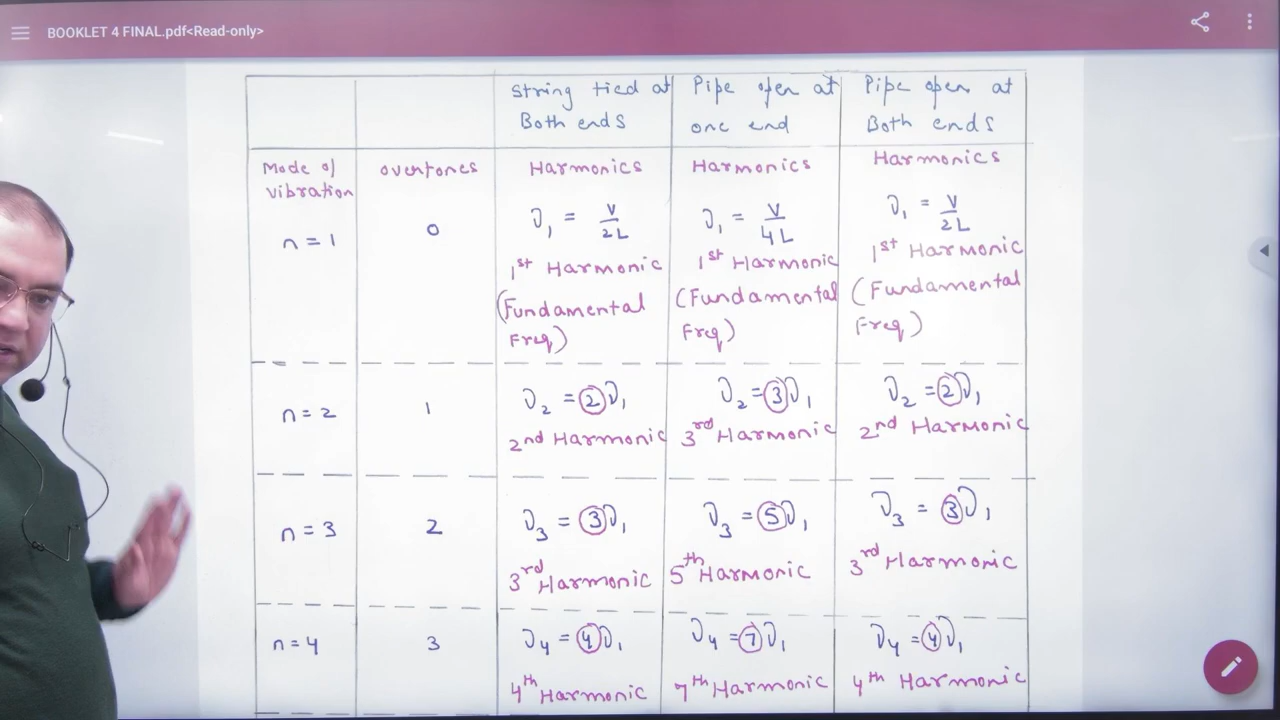 BOOKLET 4 FINAL.pdf<Read-only>
String tied at Both ends
Pipe open at one end
Pipe open at Both ends
Mode of vibration
overtones
Harmonics
Harmonics
Harmonics
n = 1
0
ν₁ = V/2L
1st Harmonic
(Fundamental Freq)
ν₁ = V/4L
1st Harmonic
(Fundamental Freq)
ν₁ = V/2L
1st Harmonic
(Fundamental Freq)
n = 2
1
ν₂ = 2ν₁
2nd Harmonic
ν₂ = 3ν₁
3rd Harmonic
ν₂ = 2ν₁
2nd Harmonic
n = 3
2
ν₃ = 3ν₁
3rd Harmonic
ν₃ = 5ν₁
5th Harmonic
ν₃ = 3ν₁
3rd Harmonic
n = 4
3
ν₄ = 4ν₁
4th Harmonic
ν₄ = 7ν₁
7th Harmonic
ν₄ = 4ν₁
4th Harmonic